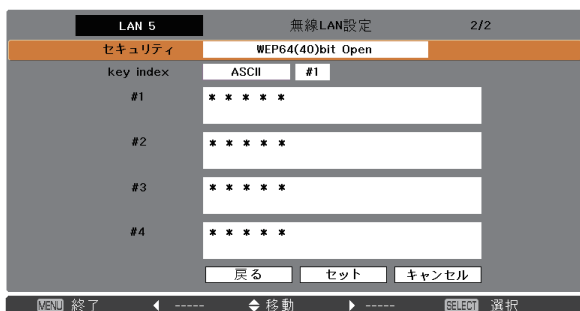 LAN 5 無線LAN設定 2/2
セキュリティ WEP64(40)bit Open
key index ASCII #1
#1 * * * * *
#2 * * * * *
#3 * * * * *
#4 * * * * *
戻る セット キャンセル
MENU 終了 ◀ ----- ◆移動 ▶ ----- SELECT 選択